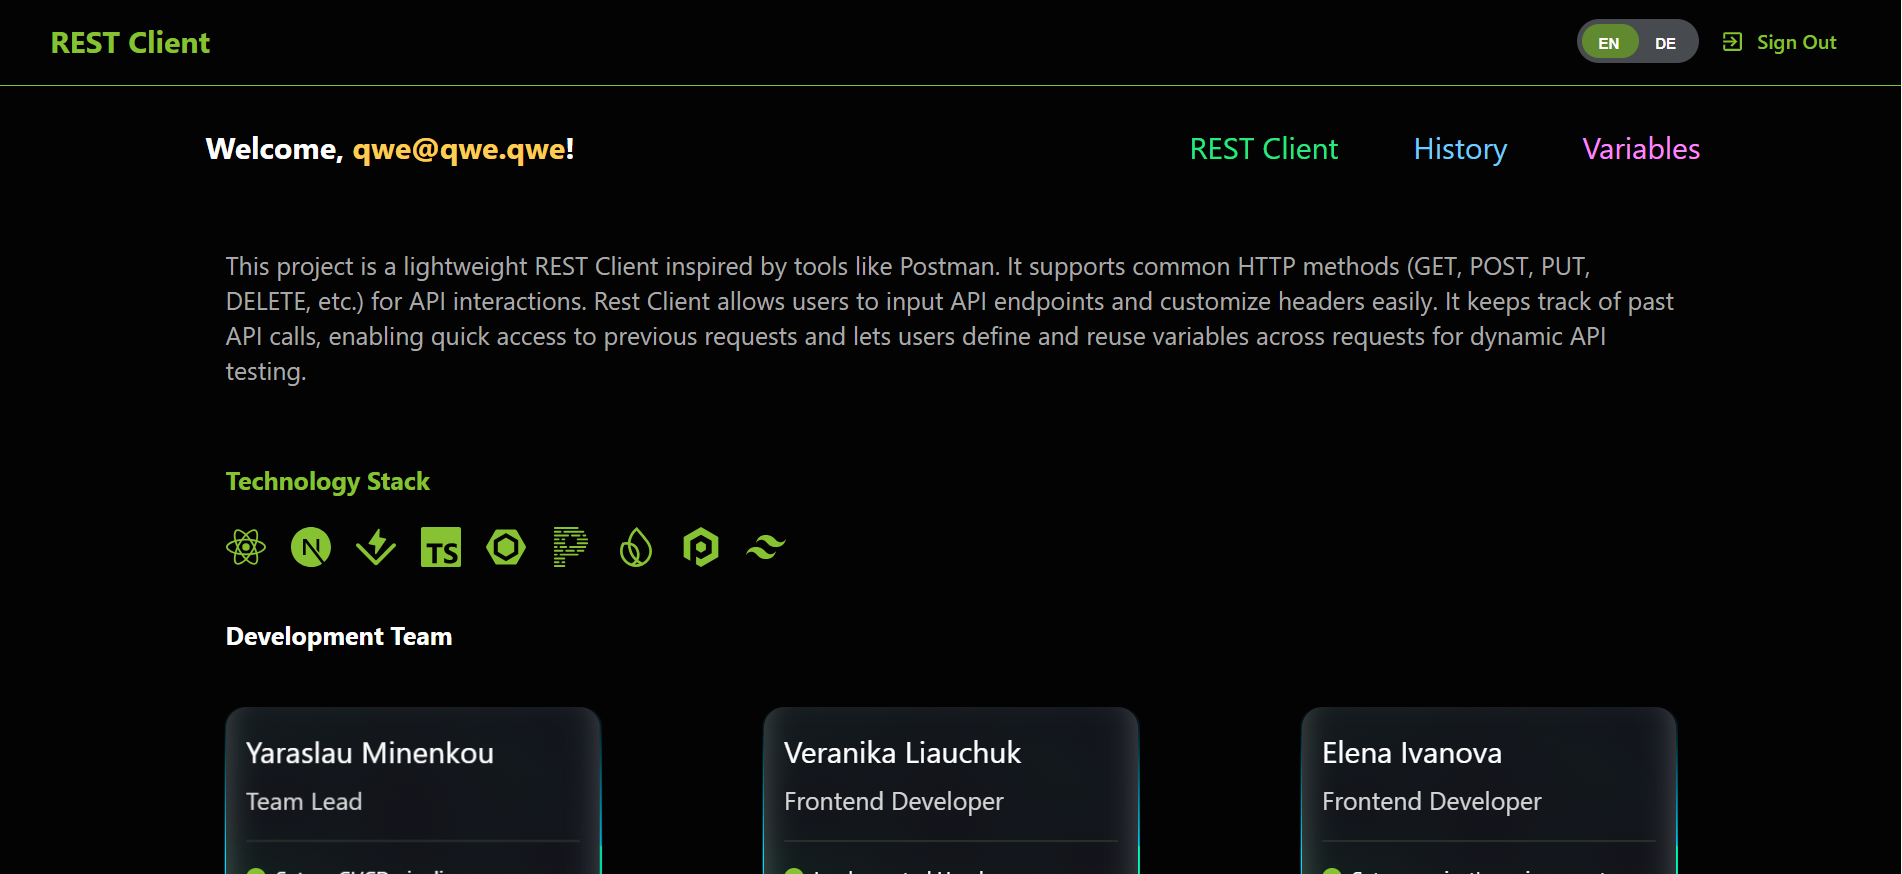 REST Client
EN DE
Sign Out
Welcome, qwe@qwe.qwe!
REST Client
History
Variables
This project is a lightweight REST Client inspired by tools like Postman. It supports common HTTP methods (GET, POST, PUT,
DELETE, etc.) for API interactions. Rest Client allows users to input API endpoints and customize headers easily. It keeps track of past
API calls, enabling quick access to previous requests and lets users define and reuse variables across requests for dynamic API
testing.
Technology Stack
N
TS
P
Development Team
Yaraslau Minenkou
Team Lead
Veranika Liauchuk
Frontend Developer
Elena Ivanova
Frontend Developer